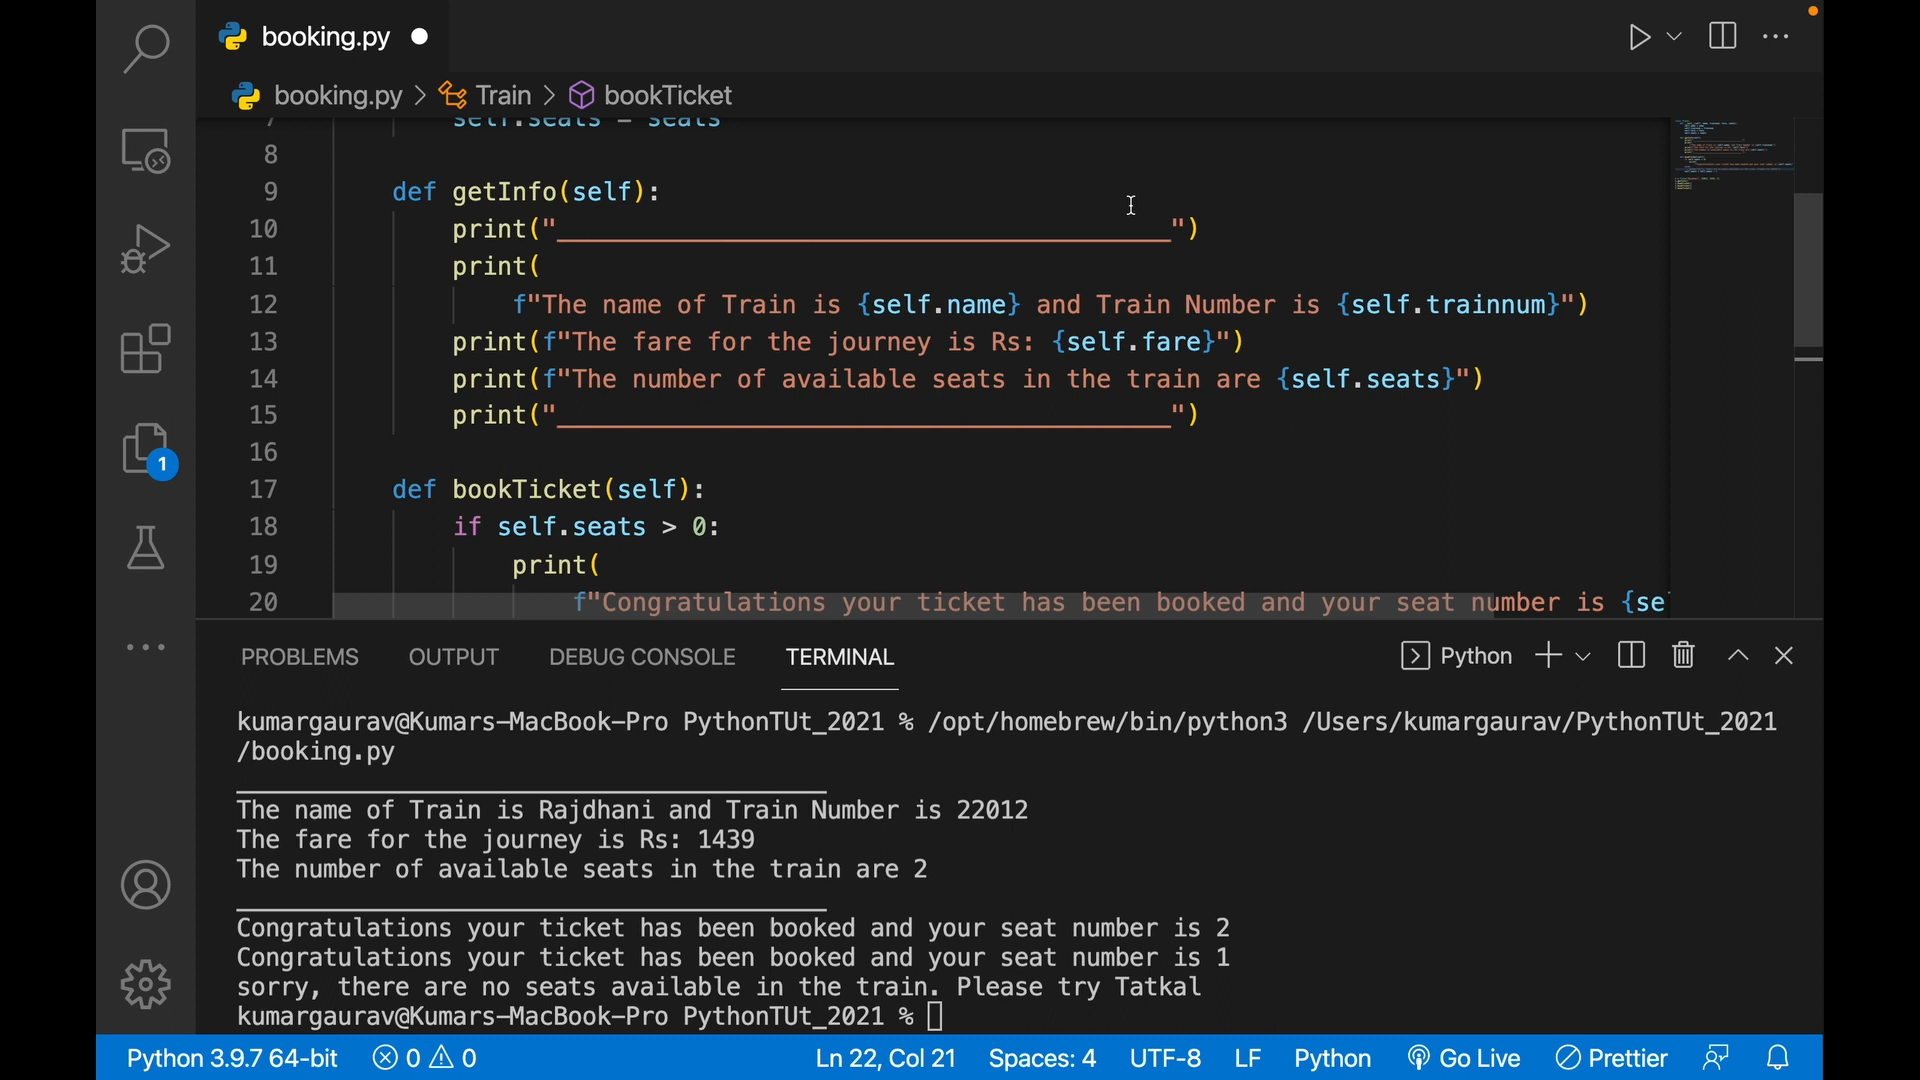 booking.py
booking.py > Train > bookTicket
7 self.seats = seats
8
9 def getInfo(self):
10 print("_________________________________________")
11 print(
12 f"The name of Train is {self.name} and Train Number is {self.trainnum}")
13 print(f"The fare for the journey is Rs: {self.fare}")
14 print(f"The number of available seats in the train are {self.seats}")
15 print("_________________________________________")
16
17 def bookTicket(self):
18 if self.seats > 0:
19 print(
20 f"Congratulations your ticket has been booked and your seat number is {se
1
PROBLEMS OUTPUT DEBUG CONSOLE TERMINAL Python
kumargaurav@Kumars-MacBook-Pro PythonTUt_2021 % /opt/homebrew/bin/python3 /Users/kumargaurav/PythonTUt_2021
/booking.py
_________________________________________
The name of Train is Rajdhani and Train Number is 22012
The fare for the journey is Rs: 1439
The number of available seats in the train are 2
_________________________________________
Congratulations your ticket has been booked and your seat number is 2
Congratulations your ticket has been booked and your seat number is 1
sorry, there are no seats available in the train. Please try Tatkal
kumargaurav@Kumars-MacBook-Pro PythonTUt_2021 %
Python 3.9.7 64-bit 0 0 Ln 22, Col 21 Spaces: 4 UTF-8 LF Python Go Live Prettier